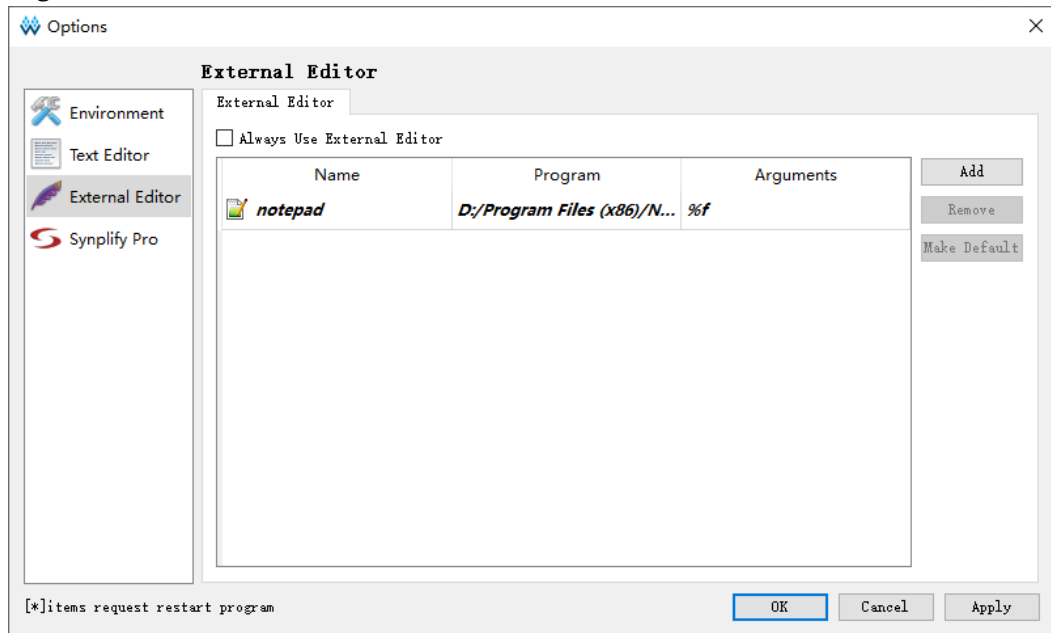 Options
External Editor
Environment
Text Editor
External Editor
Synplify Pro
External Editor
Always Use External Editor
Name Program Arguments
notepad D:/Program Files (x86)/N... %f
Add
Remove
Make Default
[*]items request restart program
OK Cancel Apply